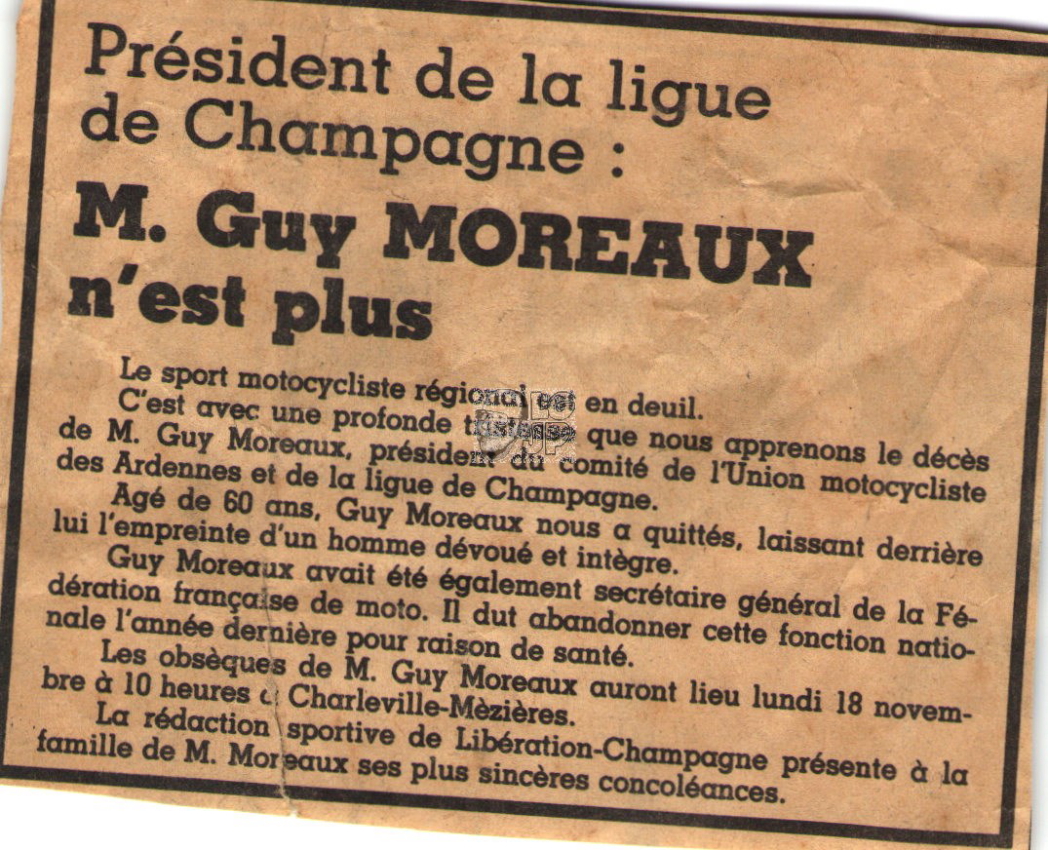 Président de la ligue
de Champagne :
M. Guy MOREAUX
n'est plus
Le sport motocycliste régional est en deuil.
C'est avec une profonde tristesse que nous apprenons le décès
de M. Guy Moreaux, président du comité de l'Union motocycliste
des Ardennes et de la ligue de Champagne.
Agé de 60 ans, Guy Moreaux nous a quittés, laissant derrière
lui l'empreinte d'un homme dévoué et intègre.
Guy Moreaux avait été également secrétaire général de la Fé-
dération française de moto. Il dut abandonner cette fonction natio-
nale l'année dernière pour raison de santé.
Les obsèques de M. Guy Moreaux auront lieu lundi 18 novem-
bre à 10 heures à Charleville-Mèzières.
La rédaction sportive de Libération-Champagne présente à la
famille de M. Moreaux ses plus sincères concoléances.